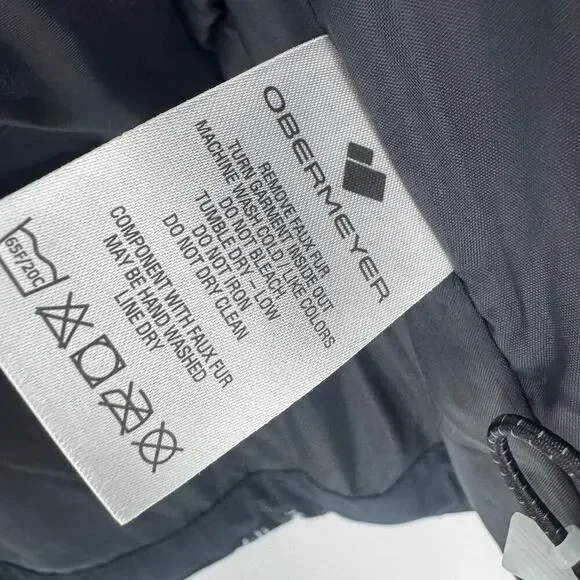 OBERMEYER
REMOVE FAUX FUR
TURN GARMENT INSIDE OUT
MACHINE WASH COLD / LIKE COLORS
DO NOT BLEACH
TUMBLE DRY – LOW
DO NOT IRON
DO NOT DRY CLEAN
COMPONENT WITH FAUX FUR
MAY BE HAND WASHED
LINE DRY
65F/20C